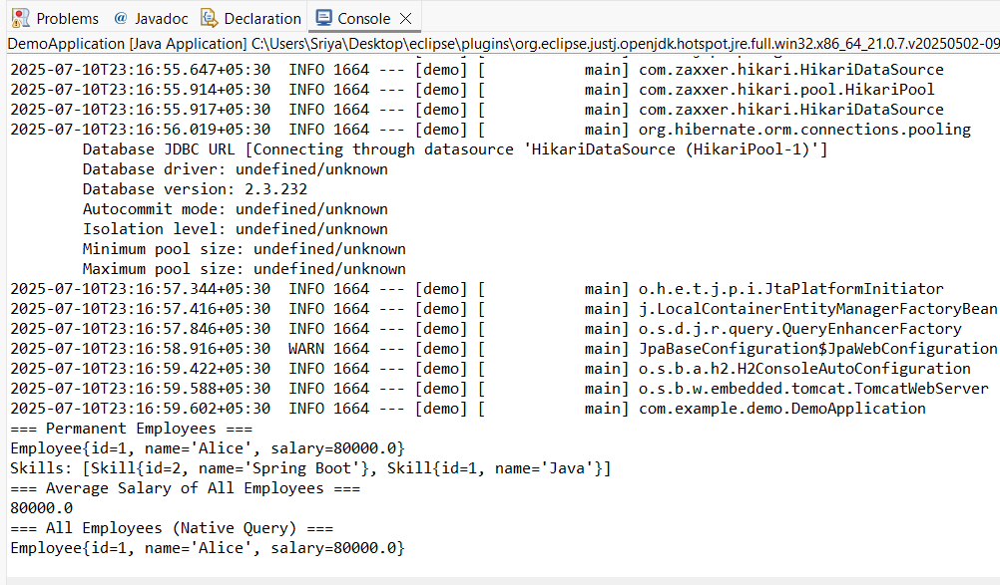 Problems @ Javadoc Declaration Console
DemoApplication [Java Application] C:\Users\Sriya\Desktop\eclipse\plugins\org.eclipse.justj.openjdk.hotspot.jre.full.win32.x86_64_21.0.7.v20250502-09
2025-07-10T23:16:55.647+05:30  INFO 1664 --- [demo] [           main] com.zaxxer.hikari.HikariDataSource
2025-07-10T23:16:55.914+05:30  INFO 1664 --- [demo] [           main] com.zaxxer.hikari.pool.HikariPool
2025-07-10T23:16:55.917+05:30  INFO 1664 --- [demo] [           main] com.zaxxer.hikari.HikariDataSource
2025-07-10T23:16:56.019+05:30  INFO 1664 --- [demo] [           main] org.hibernate.orm.connections.pooling
        Database JDBC URL [Connecting through datasource 'HikariDataSource (HikariPool-1)']
        Database driver: undefined/unknown
        Database version: 2.3.232
        Autocommit mode: undefined/unknown
        Isolation level: undefined/unknown
        Minimum pool size: undefined/unknown
        Maximum pool size: undefined/unknown
2025-07-10T23:16:57.344+05:30  INFO 1664 --- [demo] [           main] o.h.e.t.j.p.i.JtaPlatformInitiator
2025-07-10T23:16:57.416+05:30  INFO 1664 --- [demo] [           main] j.LocalContainerEntityManagerFactoryBean
2025-07-10T23:16:57.846+05:30  INFO 1664 --- [demo] [           main] o.s.d.j.r.query.QueryEnhancerFactory
2025-07-10T23:16:58.916+05:30  WARN 1664 --- [demo] [           main] JpaBaseConfiguration$JpaWebConfiguration
2025-07-10T23:16:59.422+05:30  INFO 1664 --- [demo] [           main] o.s.b.a.h2.H2ConsoleAutoConfiguration
2025-07-10T23:16:59.588+05:30  INFO 1664 --- [demo] [           main] o.s.b.w.embedded.tomcat.TomcatWebServer
2025-07-10T23:16:59.602+05:30  INFO 1664 --- [demo] [           main] com.example.demo.DemoApplication
=== Permanent Employees ===
Employee{id=1, name='Alice', salary=80000.0}
Skills: [Skill{id=2, name='Spring Boot'}, Skill{id=1, name='Java'}]
=== Average Salary of All Employees ===
80000.0
=== All Employees (Native Query) ===
Employee{id=1, name='Alice', salary=80000.0}